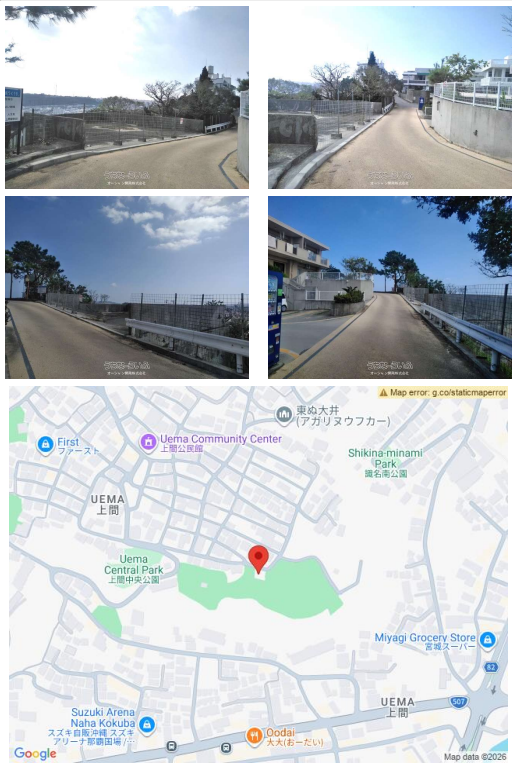 Map error: g.co/staticmaperror
東ぬ大井
(アガリヌウフカー)
First
ファースト
Uema Community Center
上間公民館
Shikina-minami
Park
識名南公園
UEMA
上間
Uema
Central Park
上間中央公園
Miyagi Grocery Store
宮城スーパー
82
UEMA
上間
507
Suzuki Arena
Naha Kokuba
スズキ自販沖縄 スズ
キアリーナ那覇国場 /…
Oodai
大大(おーだい)
Google
Map data ©2026